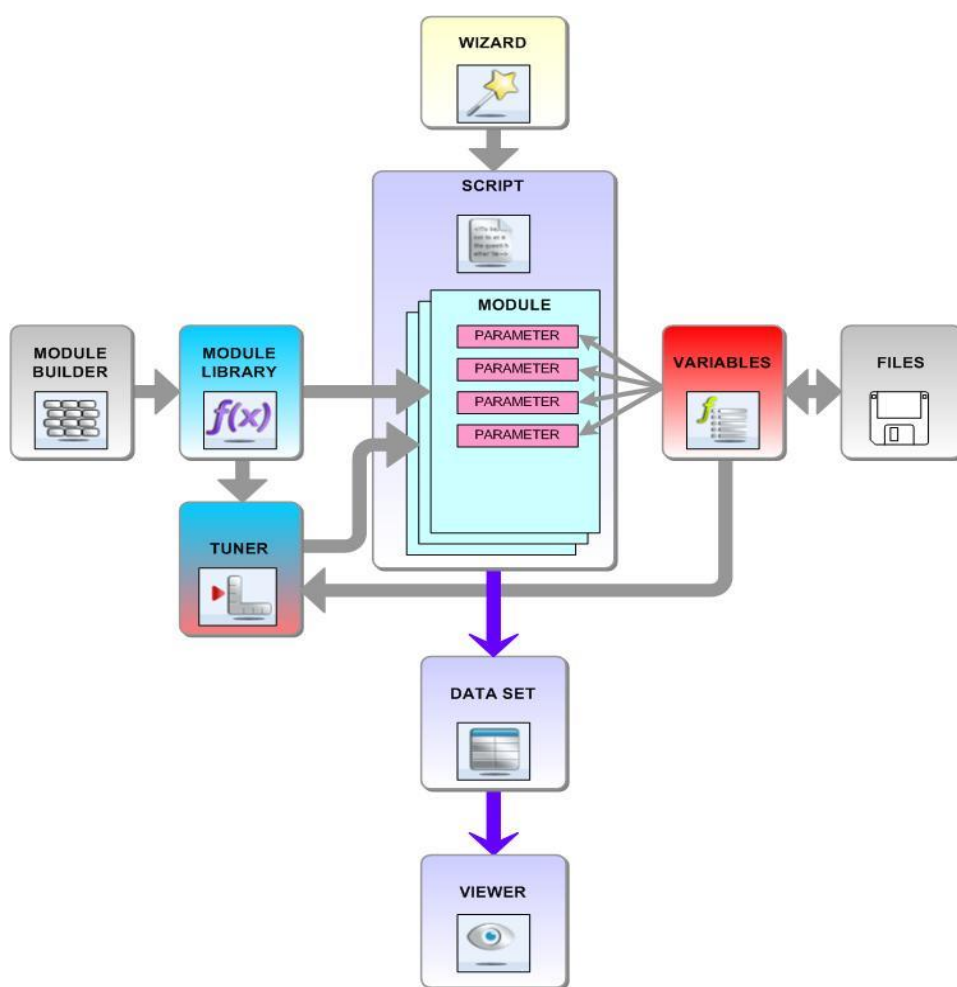 WIZARD
SCRIPT
MODULE
PARAMETER
PARAMETER
PARAMETER
PARAMETER
MODULE
BUILDER
MODULE
LIBRARY
f(x)
VARIABLES
f
FILES
TUNER
DATA SET
VIEWER